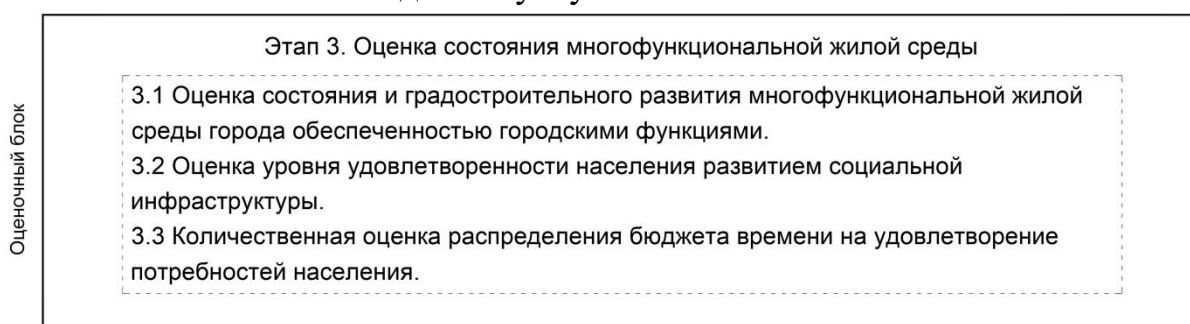 Этап 3. Оценка состояния многофункциональной жилой среды
Оценочный блок
3.1 Оценка состояния и градостроительного развития многофункциональной жилой
среды города обеспеченностью городскими функциями.
3.2 Оценка уровня удовлетворенности населения развитием социальной
инфраструктуры.
3.3 Количественная оценка распределения бюджета времени на удовлетворение
потребностей населения.